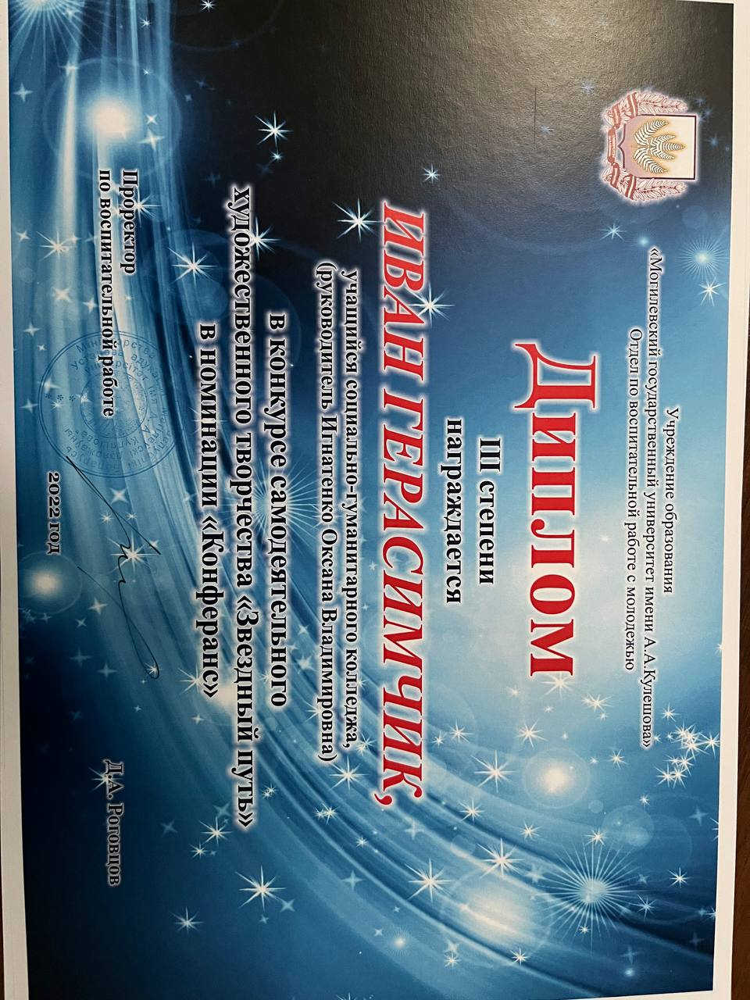 Учреждение образования
«Могилевский государственный университет имени А.А.Кулешова»
Отдел по воспитательной работе с молодежью
Диплом
III степени
награждается
ИВАН ГЕРАСИМЧИК,
учащийся социально-гуманитарного колледжа,
(руководитель Игнатенко Оксана Владимировна)
в конкурсе самодеятельного
художественного творчества «Звездный путь»
в номинации «Конферанс»
Проректор
по воспитательной работе
Д.А. Роговцов
2022 год